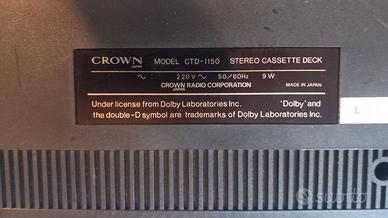 CROWN JAPAN MODEL CTD-1150 STEREO CASSETTE DECK
~ 220V ~ 50/60Hz 9W
CROWN RADIO CORPORATION MADE IN JAPAN
JAPAN
Under license from Dolby Laboratories Inc. 'Dolby' and
the double-D symbol are trademarks of Dolby Laboratories Inc.
subito